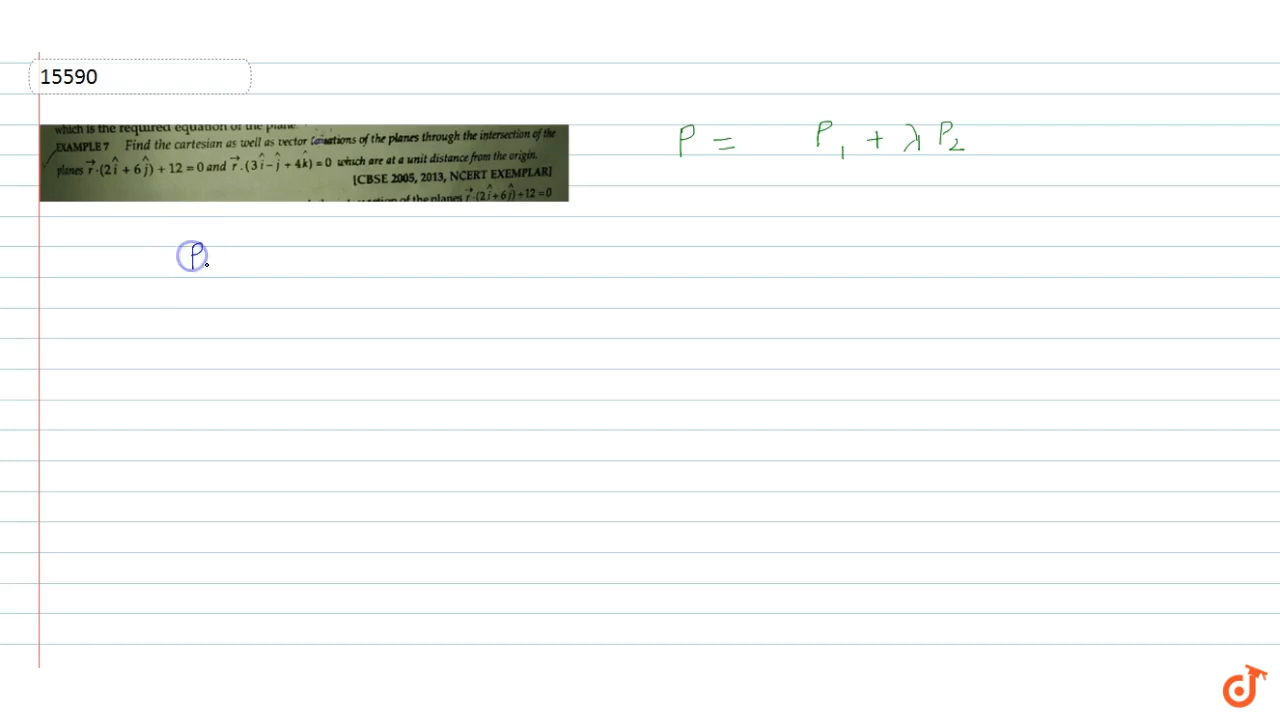 15590
which is the required equation of the plane.
EXAMPLE 7 Find the cartesian as well as vector equations of the planes through the intersection of the
planes r⃗·(2î + 6ĵ) + 12 = 0 and r⃗.(3î − ĵ + 4k̂) = 0 which are at a unit distance from the origin.
[CBSE 2005, 2013, NCERT EXEMPLAR]
intersection of the planes r⃗·(2î + 6ĵ) + 12 = 0
P = P₁ + λ P₂
P